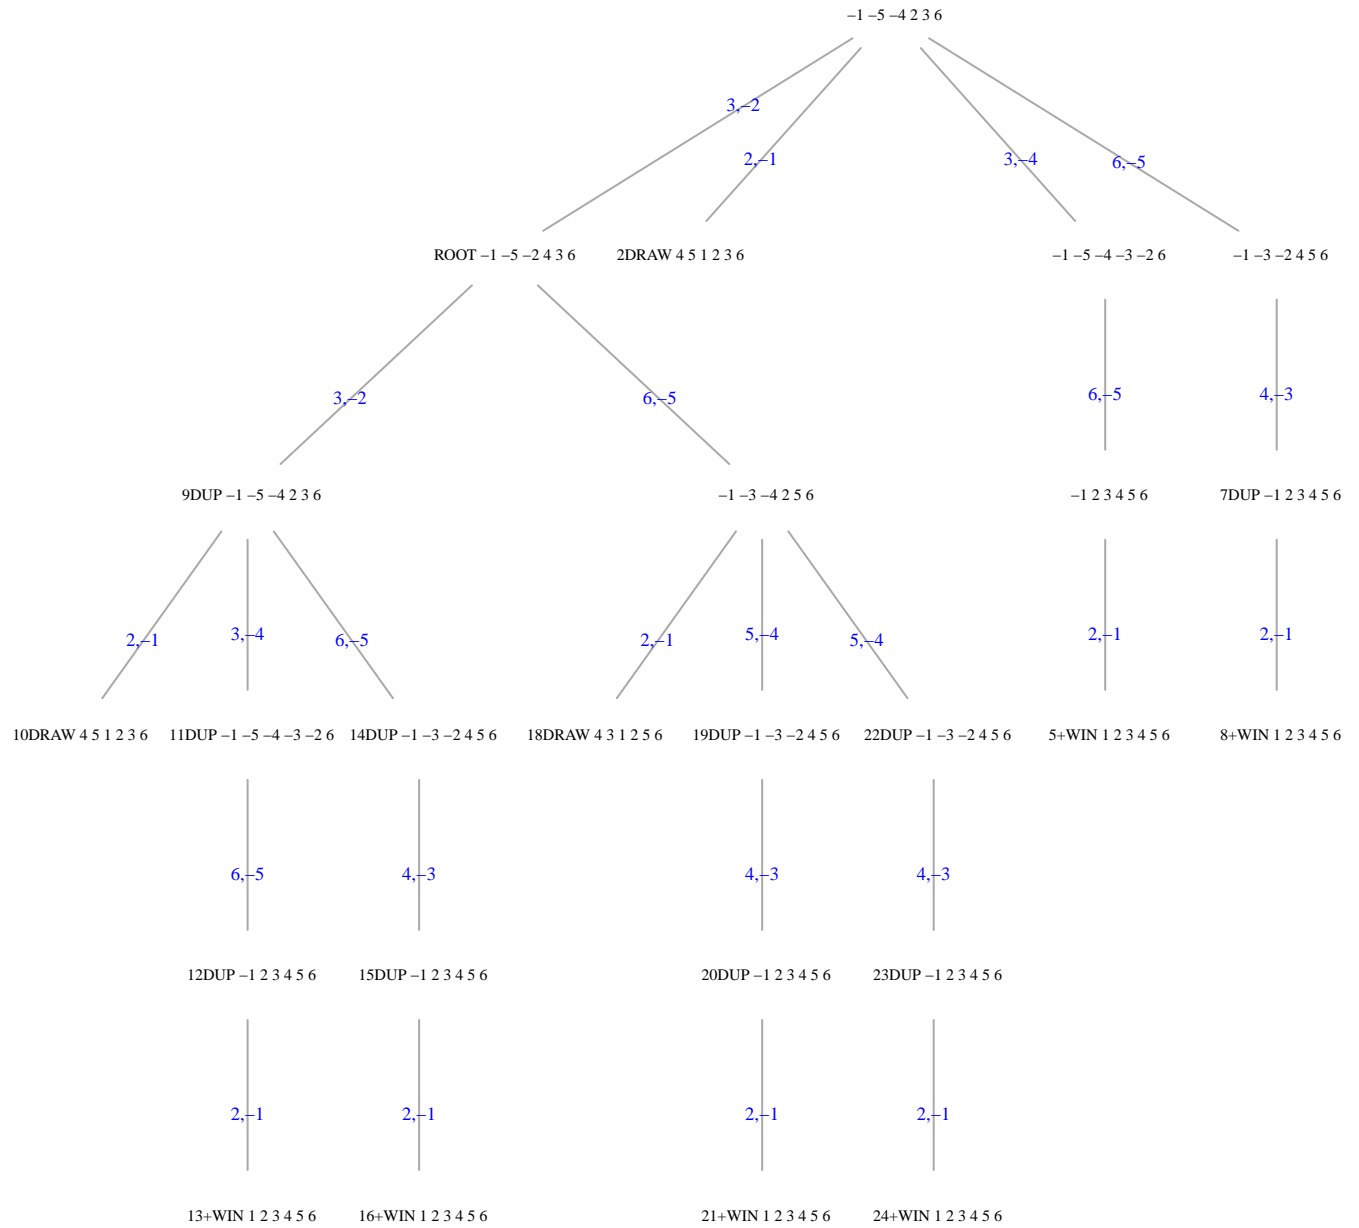 –1 –5 –4 2 3 6
3,–2
2,–1
3,–4
6,–5
ROOT –1 –5 –2 4 3 6
2DRAW 4 5 1 2 3 6
–1 –5 –4 –3 –2 6
–1 –3 –2 4 5 6
3,–2
6,–5
6,–5
4,–3
9DUP –1 –5 –4 2 3 6
–1 –3 –4 2 5 6
–1 2 3 4 5 6
7DUP –1 2 3 4 5 6
2,–1
3,–4
6,–5
2,–1
5,–4
5,–4
2,–1
2,–1
10DRAW 4 5 1 2 3 6
11DUP –1 –5 –4 –3 –2 6
14DUP –1 –3 –2 4 5 6
18DRAW 4 3 1 2 5 6
19DUP –1 –3 –2 4 5 6
22DUP –1 –3 –2 4 5 6
5+WIN 1 2 3 4 5 6
8+WIN 1 2 3 4 5 6
6,–5
4,–3
4,–3
4,–3
12DUP –1 2 3 4 5 6
15DUP –1 2 3 4 5 6
20DUP –1 2 3 4 5 6
23DUP –1 2 3 4 5 6
2,–1
2,–1
2,–1
2,–1
13+WIN 1 2 3 4 5 6
16+WIN 1 2 3 4 5 6
21+WIN 1 2 3 4 5 6
24+WIN 1 2 3 4 5 6